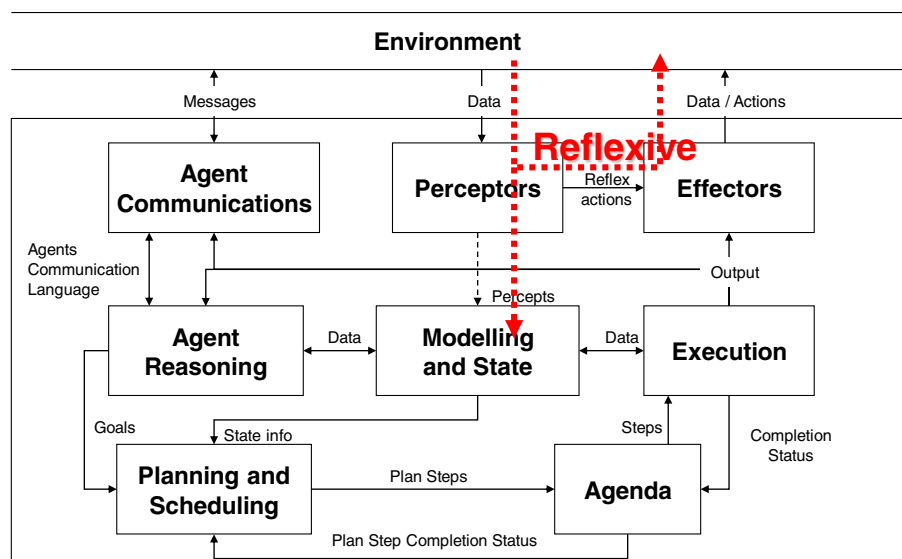 Environment
Messages
Data
Data / Actions
Reflexive
Agent
Communications
Perceptors
Reflex
actions
Effectors
Agents
Communication
Language
Output
Percepts
Agent
Reasoning
Data
Modelling
and State
Data
Execution
Goals
State info
Steps
Completion
Status
Planning and
Scheduling
Plan Steps
Agenda
Plan Step Completion Status